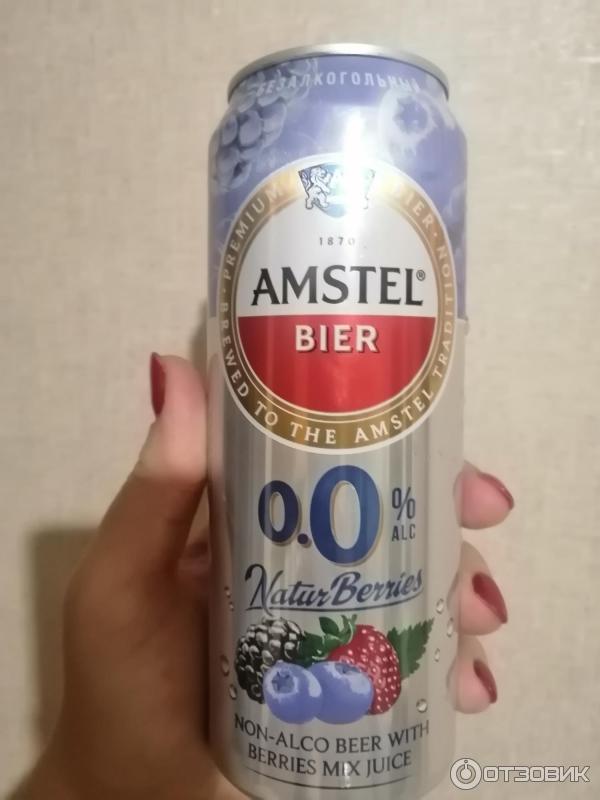 БЕЗАЛКОГОЛЬНЫЙ
PREMIUM BIER · BREWED TO THE AMSTEL TRADITION ·
1870
AMSTEL®
BIER
0.0 %
ALC
NaturBerries
NON-ALCO BEER WITH
BERRIES MIX JUICE
ОТЗОВИК